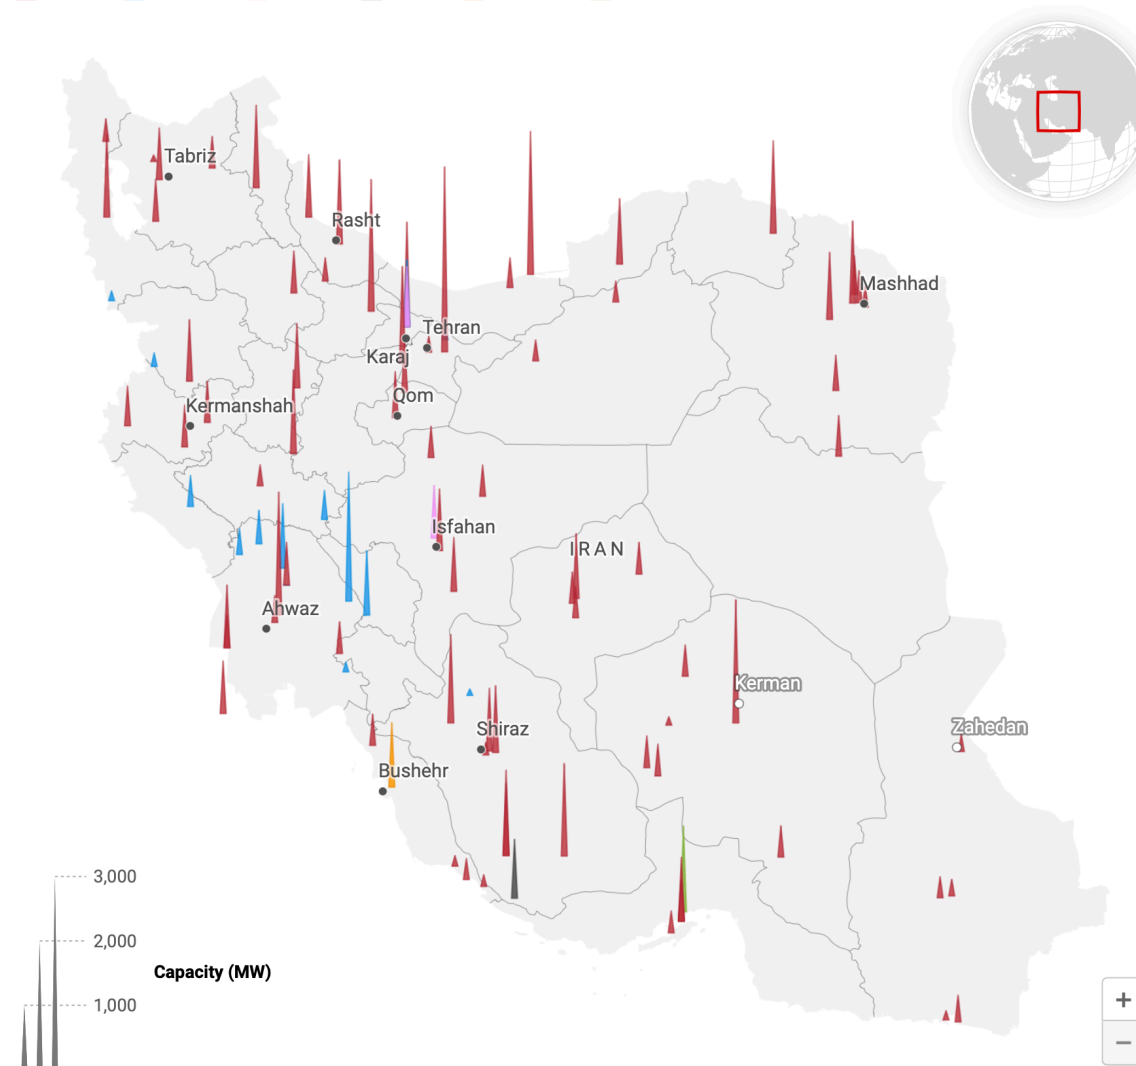 Tabriz
Rasht
Mashhad
Tehran
Karaj
Qom
Kermanshah
Isfahan
IRAN
Ahwaz
Kerman
Shiraz
Zahedan
Bushehr
3,000
2,000
Capacity (MW)
1,000
+
−